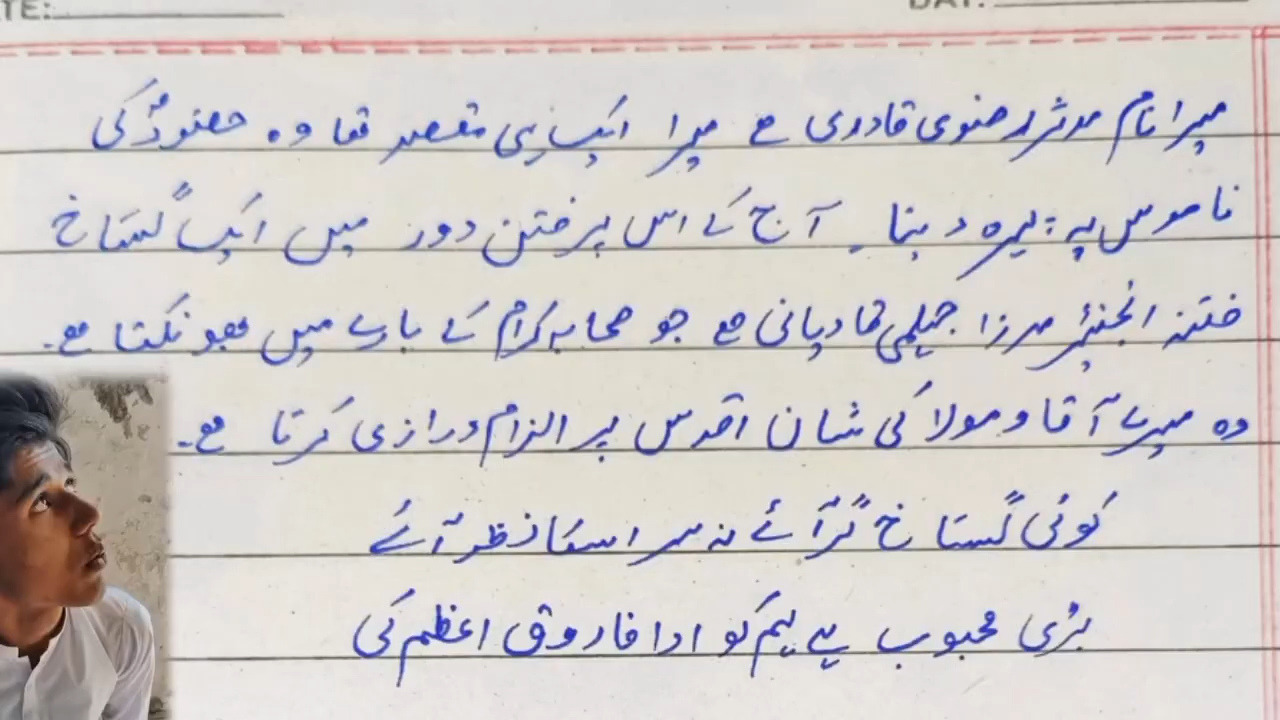 DATE: DAT:
میرا نام مدثر رضوی قادری ہے میرا ایک ہی مقصد تھا وہ حضورؐ کی
ناموس پہ پہرہ دینا۔ آج کے اس پرفتن دور میں ایک گستاخ
فتنہ انجنیئر مرزا جہلمی قادیانی ہے جو صحابہ کرام کے بارے میں بھونکتا ہے۔
وہ میرے آقا و مولا کی شان اقدس پر الزام درازی کرتا ہے۔
کوئی گستاخ گر آئے نہ سر اسکا نظر آئے
بڑی محبوب ہے ہم کو ادا فاروق اعظم کی